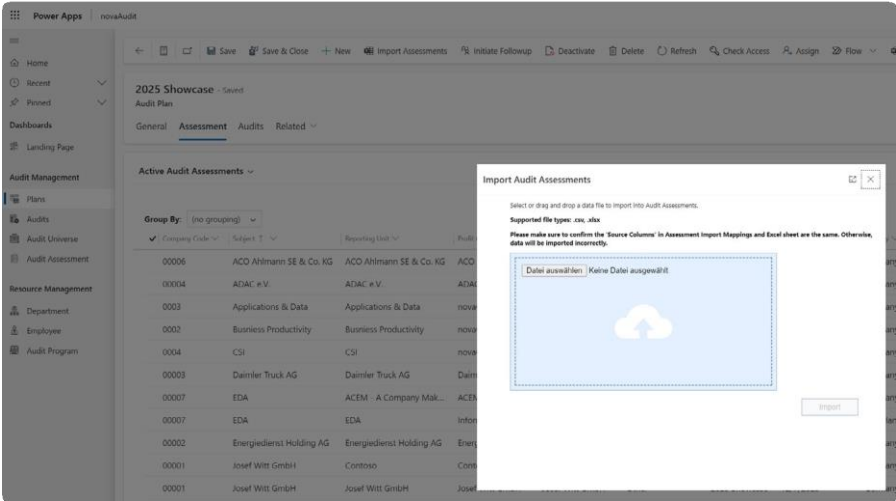 Power Apps novaAudit
Save Save & Close New Import Assessments Initiate Followup Deactivate Delete Refresh Check Access Assign Flow
Home
Recent
Pinned
Dashboards
Landing Page
Audit Management
Plans
Audits
Audit Universe
Audit Assessment
Resource Management
Department
Employee
Audit Program
2025 Showcase - Saved
Audit Plan
General Assessment Audits Related
Active Audit Assessments
Group By: (no grouping)
Company Code Subject Reporting Unit
00006 ACO Ahlmann SE & Co. KG ACO Ahlmann SE & Co. KG ACO
00004 ADAC e.V. ADAC e.V.
0003 Applications & Data Applications & Data nova
0002 Busniess Productivity Busniess Productivity nova
0004 CSI CSI nova
00003 Daimler Truck AG Daimler Truck AG
00007 EDA ACEM - A Company Mak...
00007 EDA EDA
00002 Energiedienst Holding AG Energiedienst Holding AG
00001 Josef Witt GmbH Contoso
00001 Josef Witt GmbH Josef Witt GmbH
Import Audit Assessments
Select or drag and drop a data file to import into Audit Assessments.
Supported file types: .csv, .xlsx
Please make sure to confirm the 'Source Columns' in Assessment Import Mappings and Excel sheet are the same. Otherwise,
data will be imported incorrectly.
Datei auswählen Keine Datei ausgewählt
Import